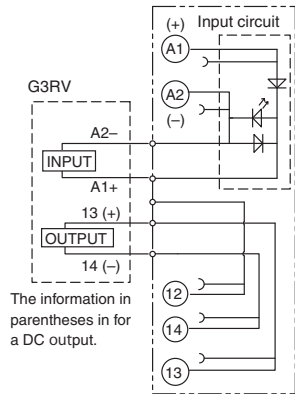 (+)
Input circuit
A1
A2
(–)
G3RV
A2–
INPUT
A1+
13 (+)
OUTPUT
14 (–)
12
14
13
The information in
parentheses in for
a DC output.